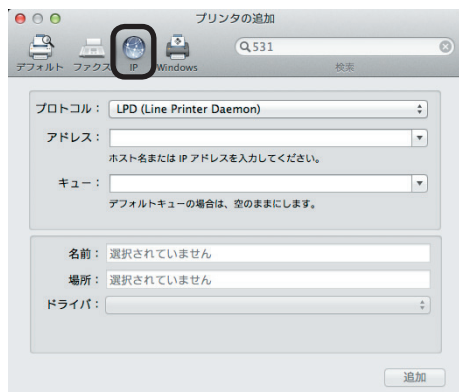 プリンタの追加
531
デフォルト ファクス IP Windows 検索
プロトコル： LPD (Line Printer Daemon)
アドレス：
ホスト名または IP アドレスを入力してください。
キュー：
デフォルトキューの場合は、空のままにします。
名前： 選択されていません
場所： 選択されていません
ドライバ：
追加